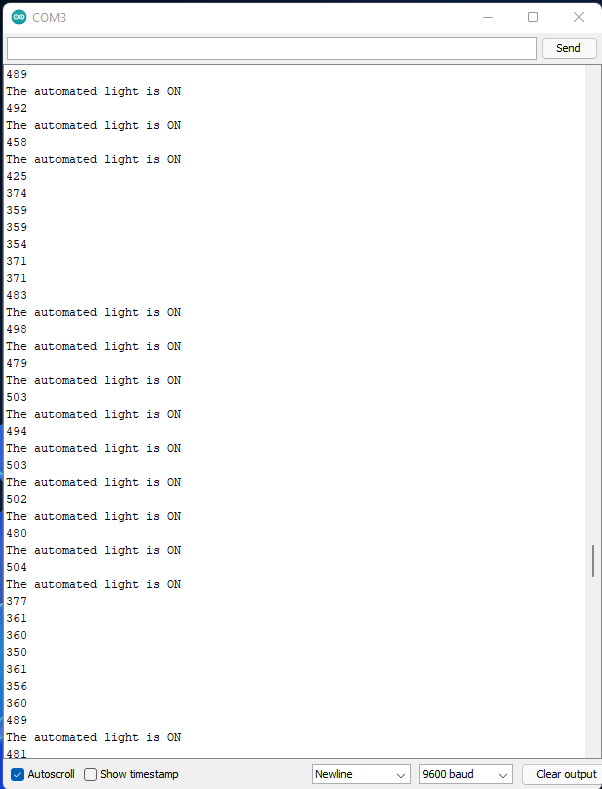 COM3
Send
489
The automated light is ON
492
The automated light is ON
458
The automated light is ON
425
374
359
359
354
371
371
483
The automated light is ON
498
The automated light is ON
479
The automated light is ON
503
The automated light is ON
494
The automated light is ON
503
The automated light is ON
502
The automated light is ON
480
The automated light is ON
504
The automated light is ON
377
361
360
350
361
356
360
489
The automated light is ON
481
Autoscroll Show timestamp Newline 9600 baud Clear output